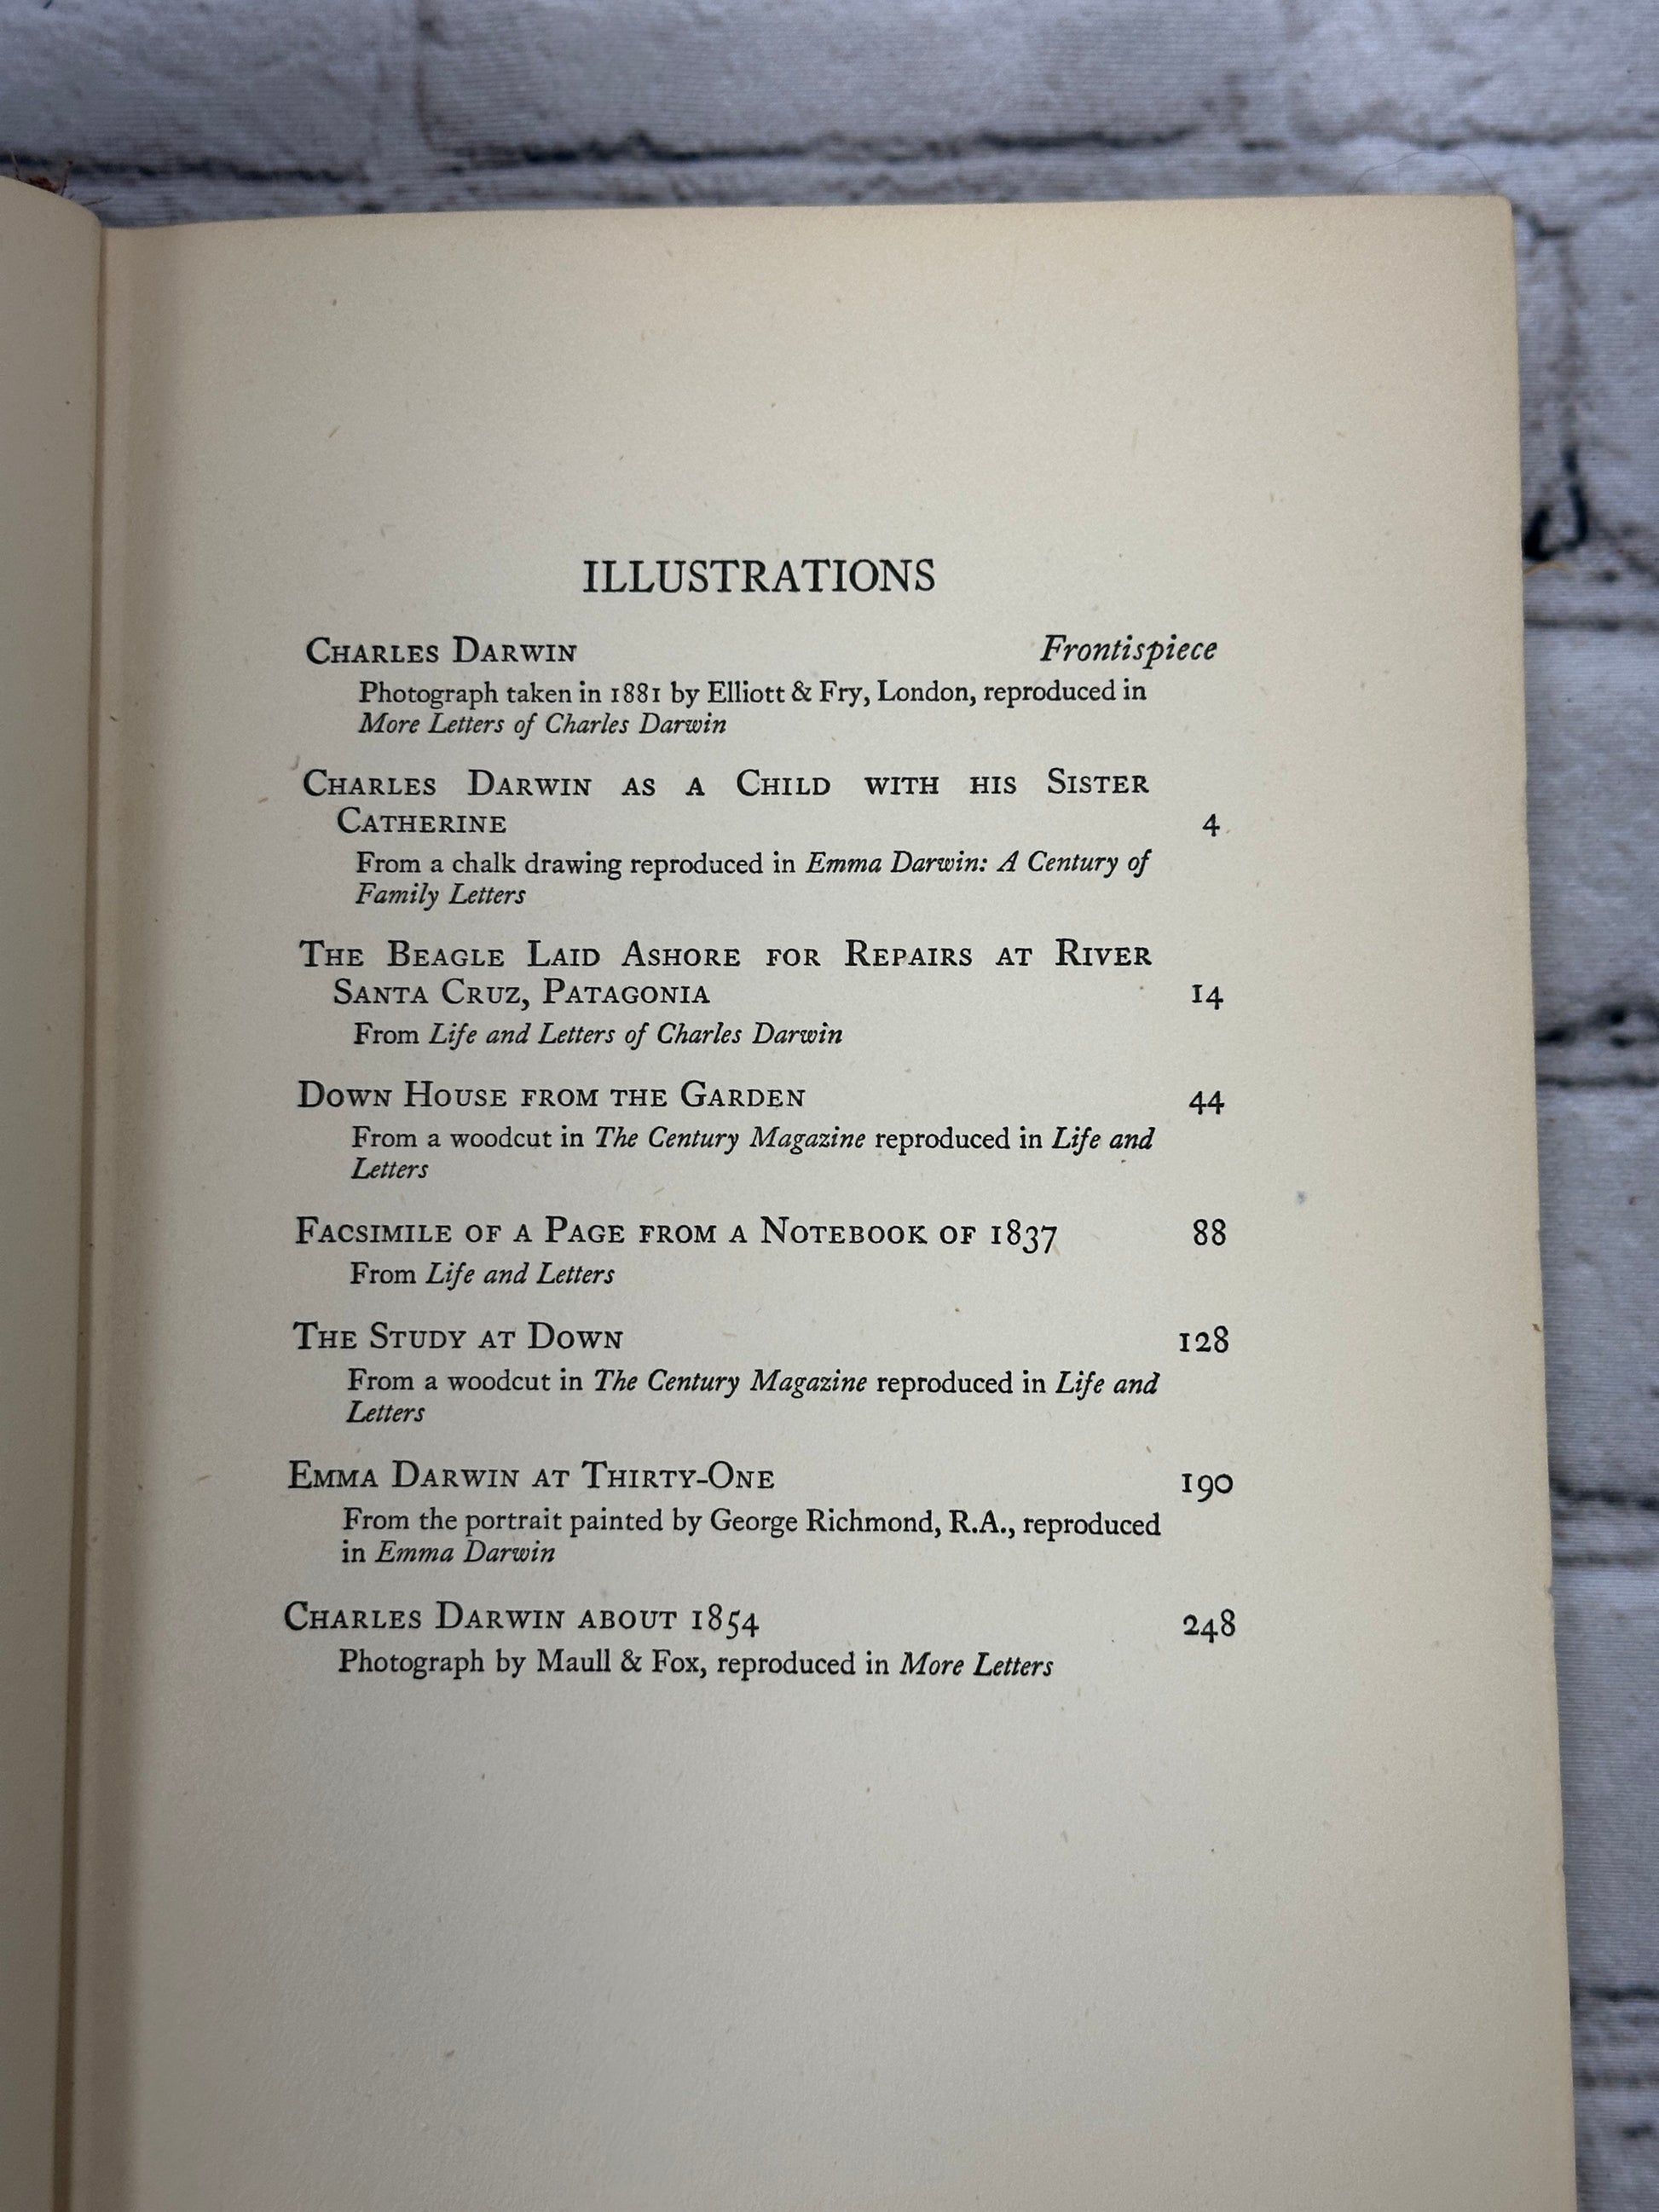 ILLUSTRATIONS
Charles Darwin Frontispiece
Photograph taken in 1881 by Elliott & Fry, London, reproduced in
More Letters of Charles Darwin
Charles Darwin as a Child with his Sister
Catherine 4
From a chalk drawing reproduced in Emma Darwin: A Century of
Family Letters
The Beagle Laid Ashore for Repairs at River
Santa Cruz, Patagonia 14
From Life and Letters of Charles Darwin
Down House from the Garden 44
From a woodcut in The Century Magazine reproduced in Life and
Letters
Facsimile of a Page from a Notebook of 1837 88
From Life and Letters
The Study at Down 128
From a woodcut in The Century Magazine reproduced in Life and
Letters
Emma Darwin at Thirty-One 190
From the portrait painted by George Richmond, R.A., reproduced
in Emma Darwin
Charles Darwin about 1854 248
Photograph by Maull & Fox, reproduced in More Letters